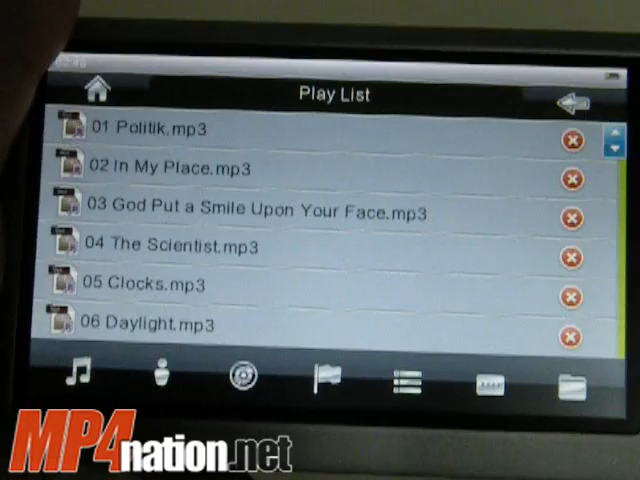 Play List
01 Politik.mp3
02 In My Place.mp3
03 God Put a Smile Upon Your Face.mp3
04 The Scientist.mp3
05 Clocks.mp3
06 Daylight.mp3
MP4nation.net